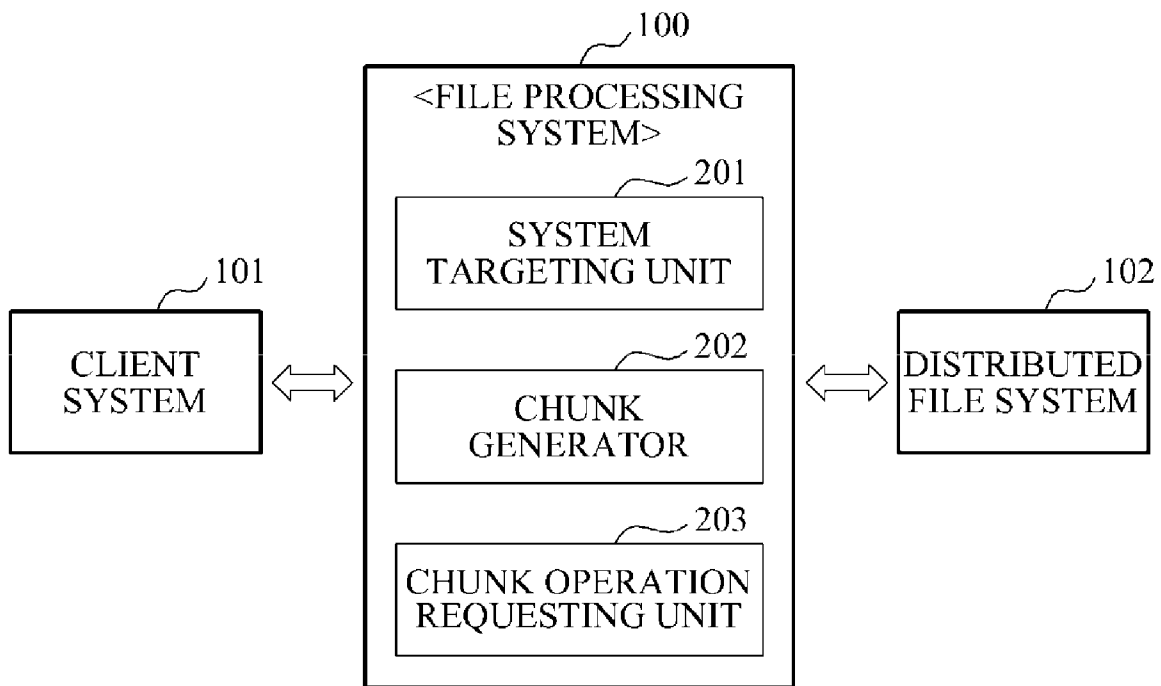 100
<FILE PROCESSING
SYSTEM>
201
SYSTEM
TARGETING UNIT
101
CLIENT
SYSTEM
202
CHUNK
GENERATOR
102
DISTRIBUTED
FILE SYSTEM
203
CHUNK OPERATION
REQUESTING UNIT